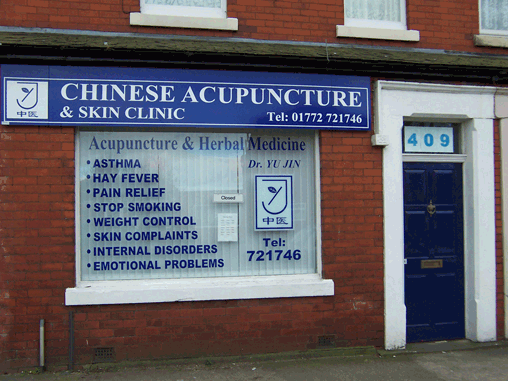 CHINESE ACUPUNCTURE
& SKIN CLINIC
Tel: 01772 721746
中医
409
Acupuncture & Herbal Medicine
Dr. YU JIN
• ASTHMA
• HAY FEVER
• PAIN RELIEF
• STOP SMOKING
• WEIGHT CONTROL
• SKIN COMPLAINTS
• INTERNAL DISORDERS
• EMOTIONAL PROBLEMS
Closed
中医
Tel:
721746